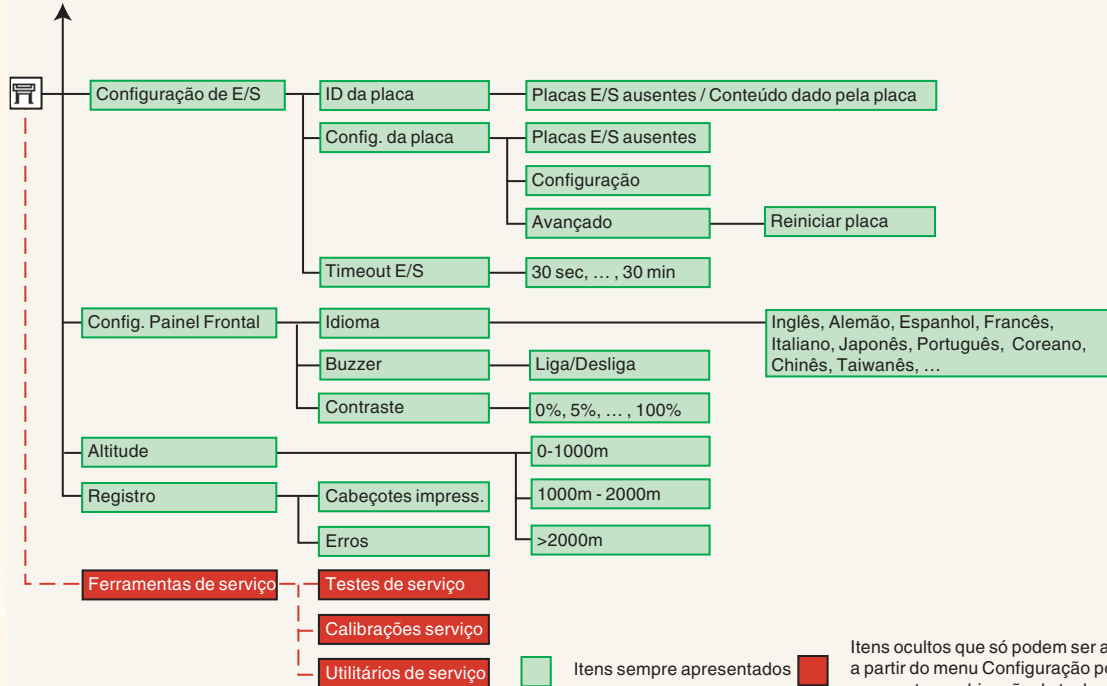 Configuração de E/S
ID da placa
Placas E/S ausentes / Conteúdo dado pela placa
Config. da placa
Placas E/S ausentes
Configuração
Avançado
Reiniciar placa
Timeout E/S
30 sec, ... , 30 min
Config. Painel Frontal
Idioma
Inglês, Alemão, Espanhol, Francês,
Italiano, Japonês, Português, Coreano,
Chinês, Taiwanês, ...
Buzzer
Liga/Desliga
Contraste
0%, 5%, ... , 100%
Altitude
0-1000m
1000m - 2000m
>2000m
Registro
Cabeçotes impress.
Erros
Ferramentas de serviço
Testes de serviço
Calibrações serviço
Utilitários de serviço
Itens sempre apresentados
Itens ocultos que só podem ser
a partir do menu Configuração